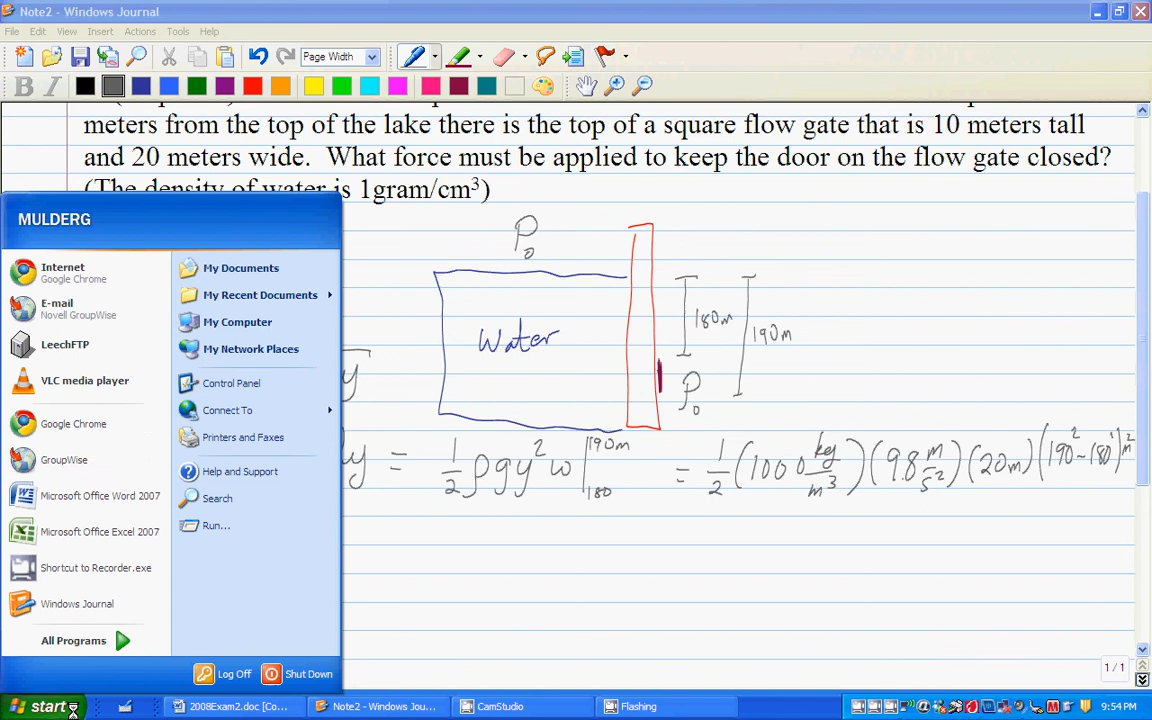 Note2 - Windows Journal
File Edit View Insert Actions Tools Help
Page Width
B I
meters from the top of the lake there is the top of a square flow gate that is 10 meters tall
and 20 meters wide. What force must be applied to keep the door on the flow gate closed?
(The density of water is 1gram/cm³)
MULDERG
Internet
Google Chrome
E-mail
Novell GroupWise
LeechFTP
VLC media player
Google Chrome
GroupWise
Microsoft Office Word 2007
Microsoft Office Excel 2007
Shortcut to Recorder.exe
Windows Journal
All Programs
My Documents
My Recent Documents
My Computer
My Network Places
Control Panel
Connect To
Printers and Faxes
Help and Support
Search
Run...
Log Off
Shut Down
P₀
Water
180m
190m
P₀
y
y = 1/2 ρgy²w |190m 180 = 1/2 (1000 kg/m³)(9.8 m/s²)(20m)(190²-180²)m²
1/1
start
2008Exam2.doc [Co...
Note2 - Windows Jou...
CamStudio
Flashing
9:54 PM